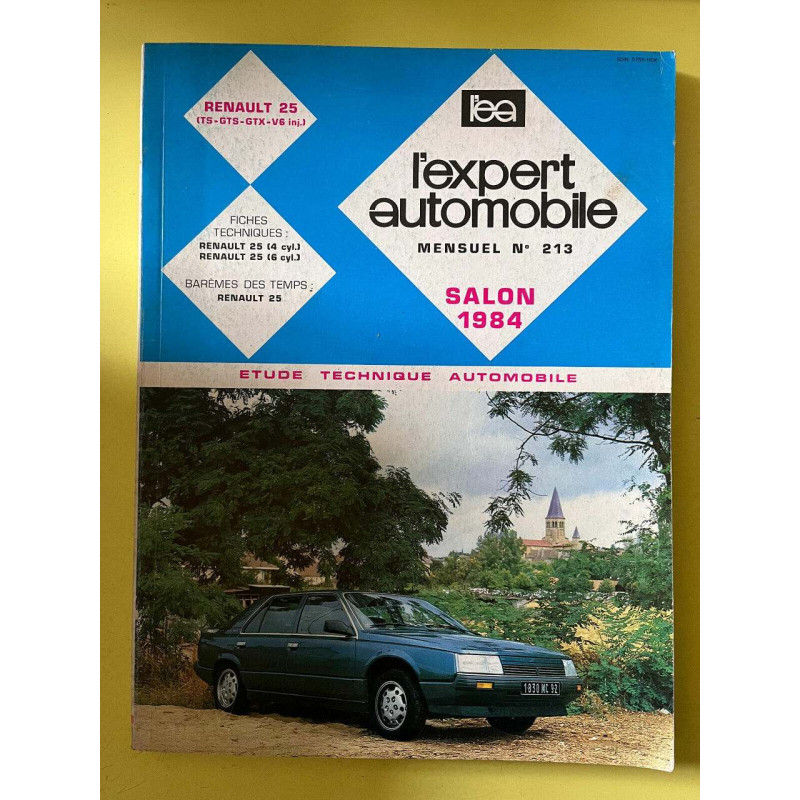 RENAULT 25
(TS-GTS-GTX-V6 inj.)
FICHES
TECHNIQUES :
RENAULT 25 (4 cyl.)
RENAULT 25 (6 cyl.)
BARÈMES DES TEMPS :
RENAULT 25
l'ea
l'expert
automobile
MENSUEL N° 213
SALON
1984
ETUDE TECHNIQUE AUTOMOBILE
1830 MC 92